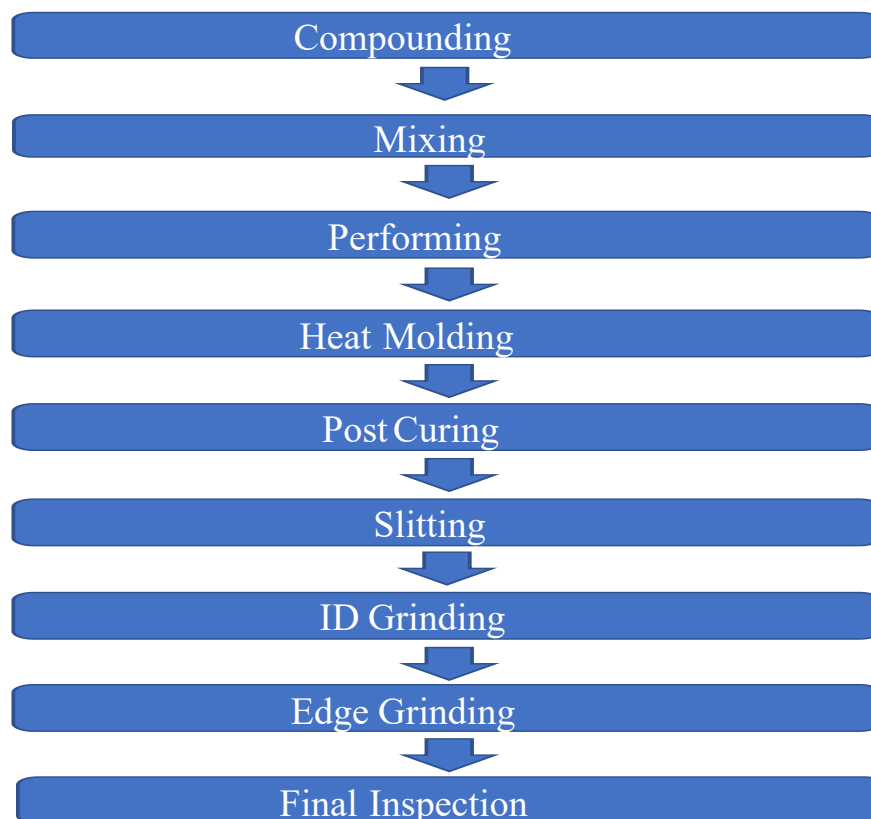 Compounding
Mixing
Performing
Heat Molding
Post Curing
Slitting
ID Grinding
Edge Grinding
Final Inspection